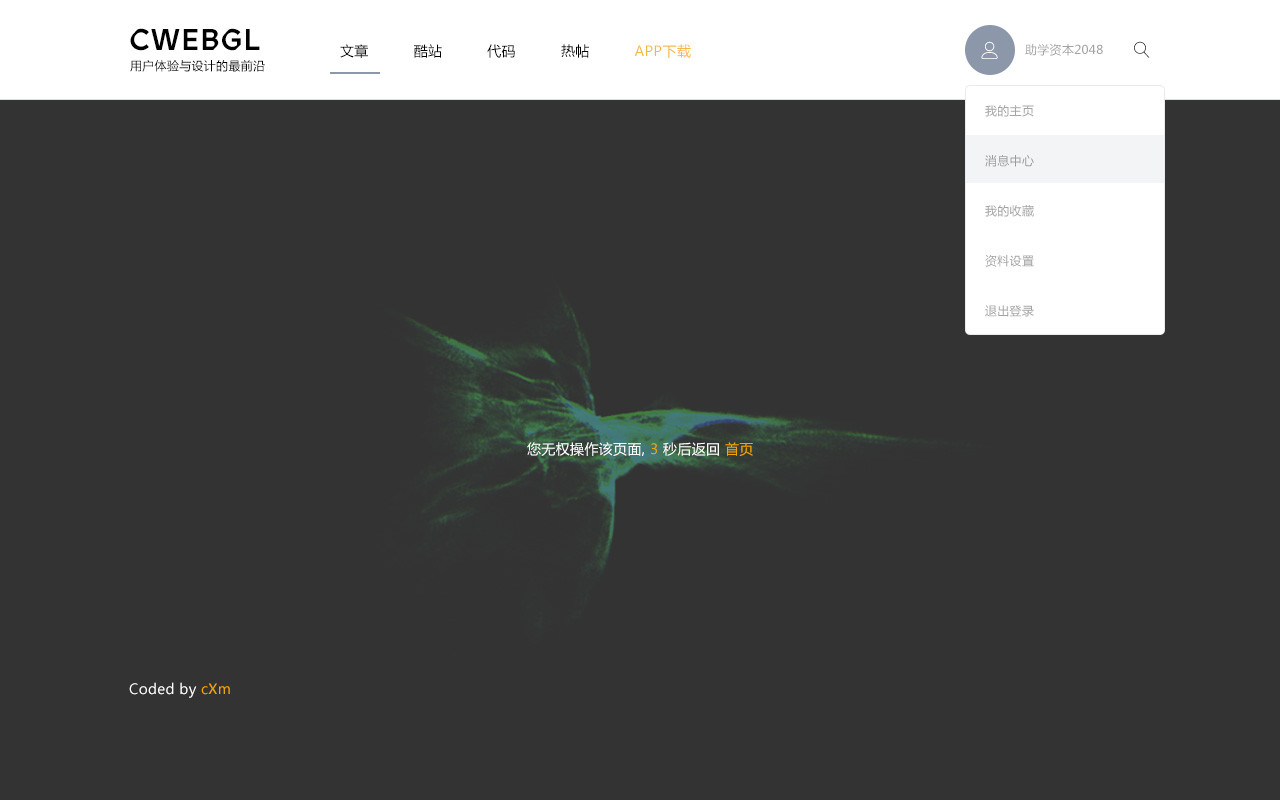 CWEBGL
用户体验与设计的最前沿
文章 酷站 代码 热帖 APP下载
助学资本2048
我的主页
消息中心
我的收藏
资料设置
退出登录
您无权操作该页面, 3 秒后返回 首页
Coded by cXm